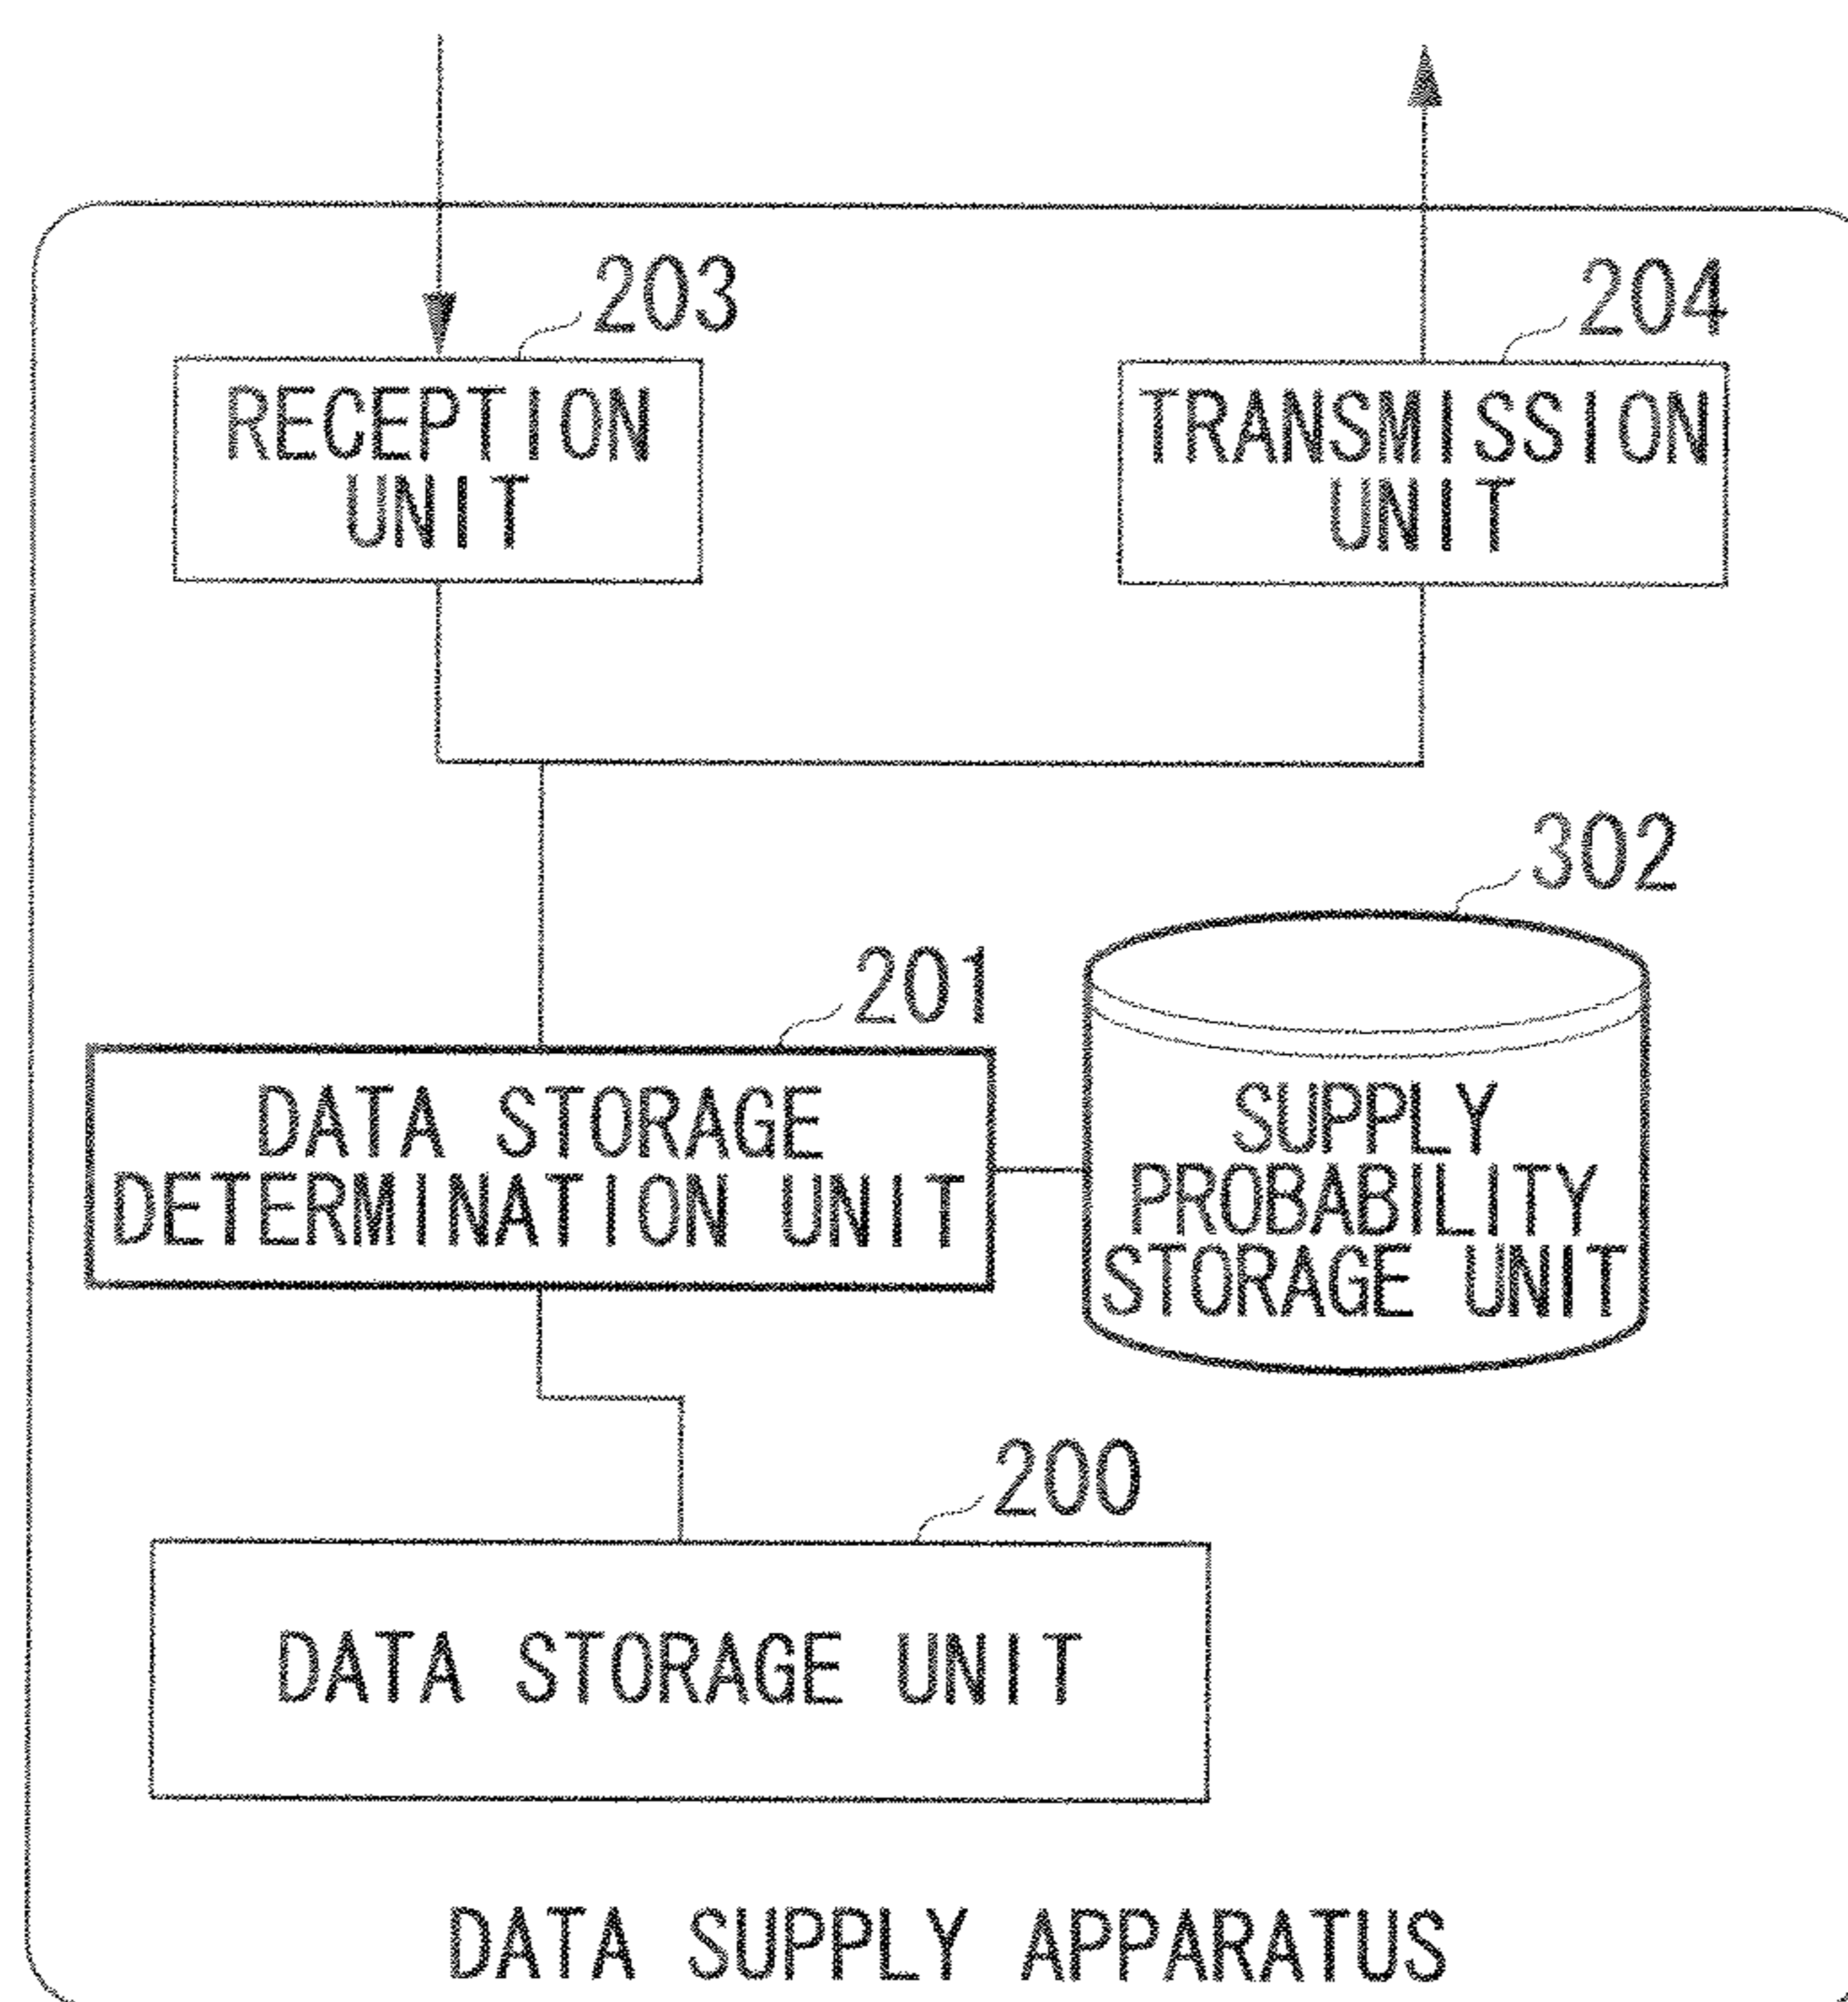 203
204
RECEPTION
UNIT
TRANSMISSION
UNIT
302
201
DATA STORAGE
DETERMINATION UNIT
SUPPLY
PROBABILITY
STORAGE UNIT
200
DATA STORAGE UNIT
DATA SUPPLY APPARATUS